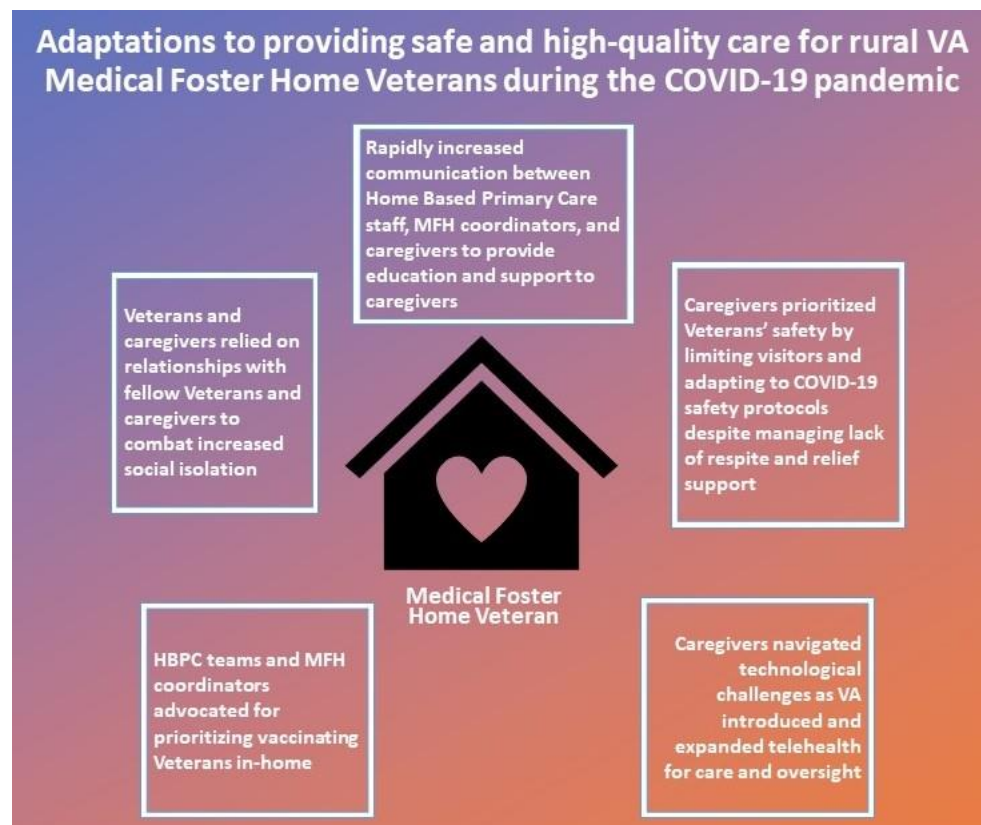 Adaptations to providing safe and high-quality care for rural VA
Medical Foster Home Veterans during the COVID-19 pandemic
Rapidly increased
communication between
Home Based Primary Care
staff, MFH coordinators, and
caregivers to provide
education and support to
caregivers
Veterans and
caregivers relied on
relationships with
fellow Veterans and
caregivers to
combat increased
social isolation
Caregivers prioritized
Veterans’ safety by
limiting visitors and
adapting to COVID-19
safety protocols
despite managing lack
of respite and relief
support
Medical Foster
Home Veteran
HBPC teams and MFH
coordinators
advocated for
prioritizing vaccinating
Veterans in-home
Caregivers navigated
technological
challenges as VA
introduced and
expanded telehealth
for care and oversight